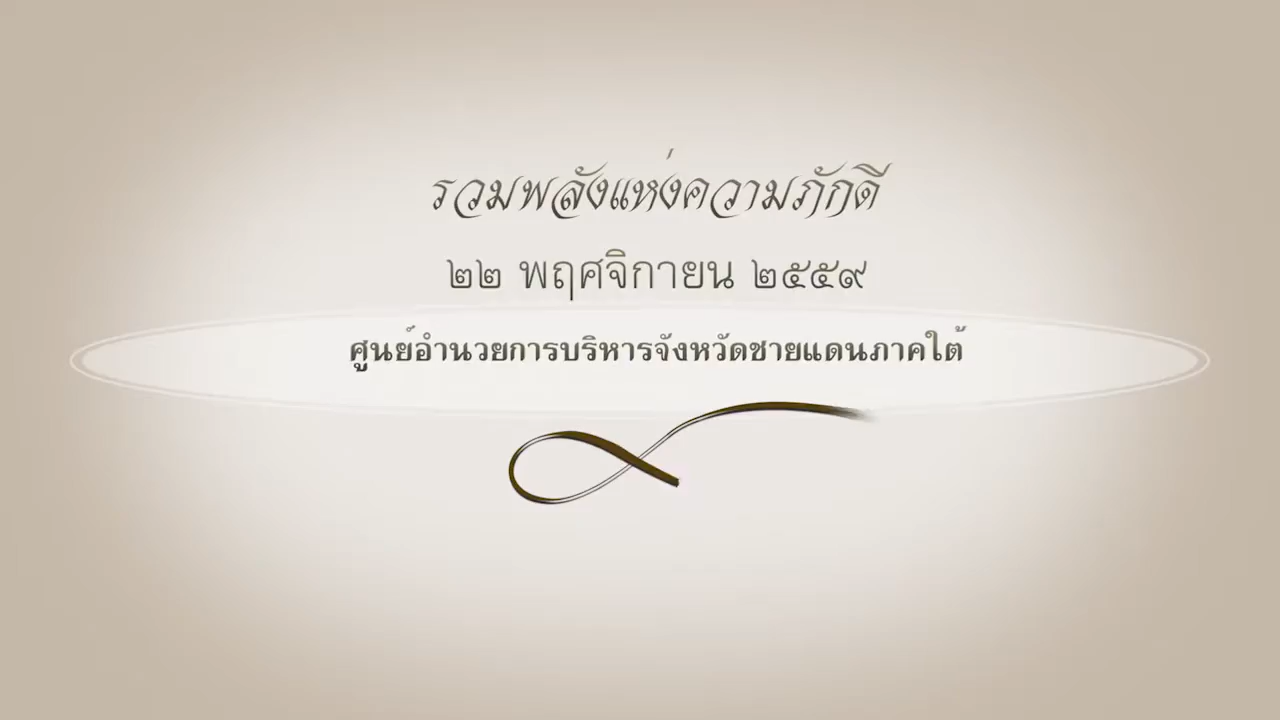 รวมพลังแห่งความภักดี
๒๒ พฤศจิกายน ๒๕๕๙
ศูนย์อำนวยการบริหารจังหวัดชายแดนภาคใต้